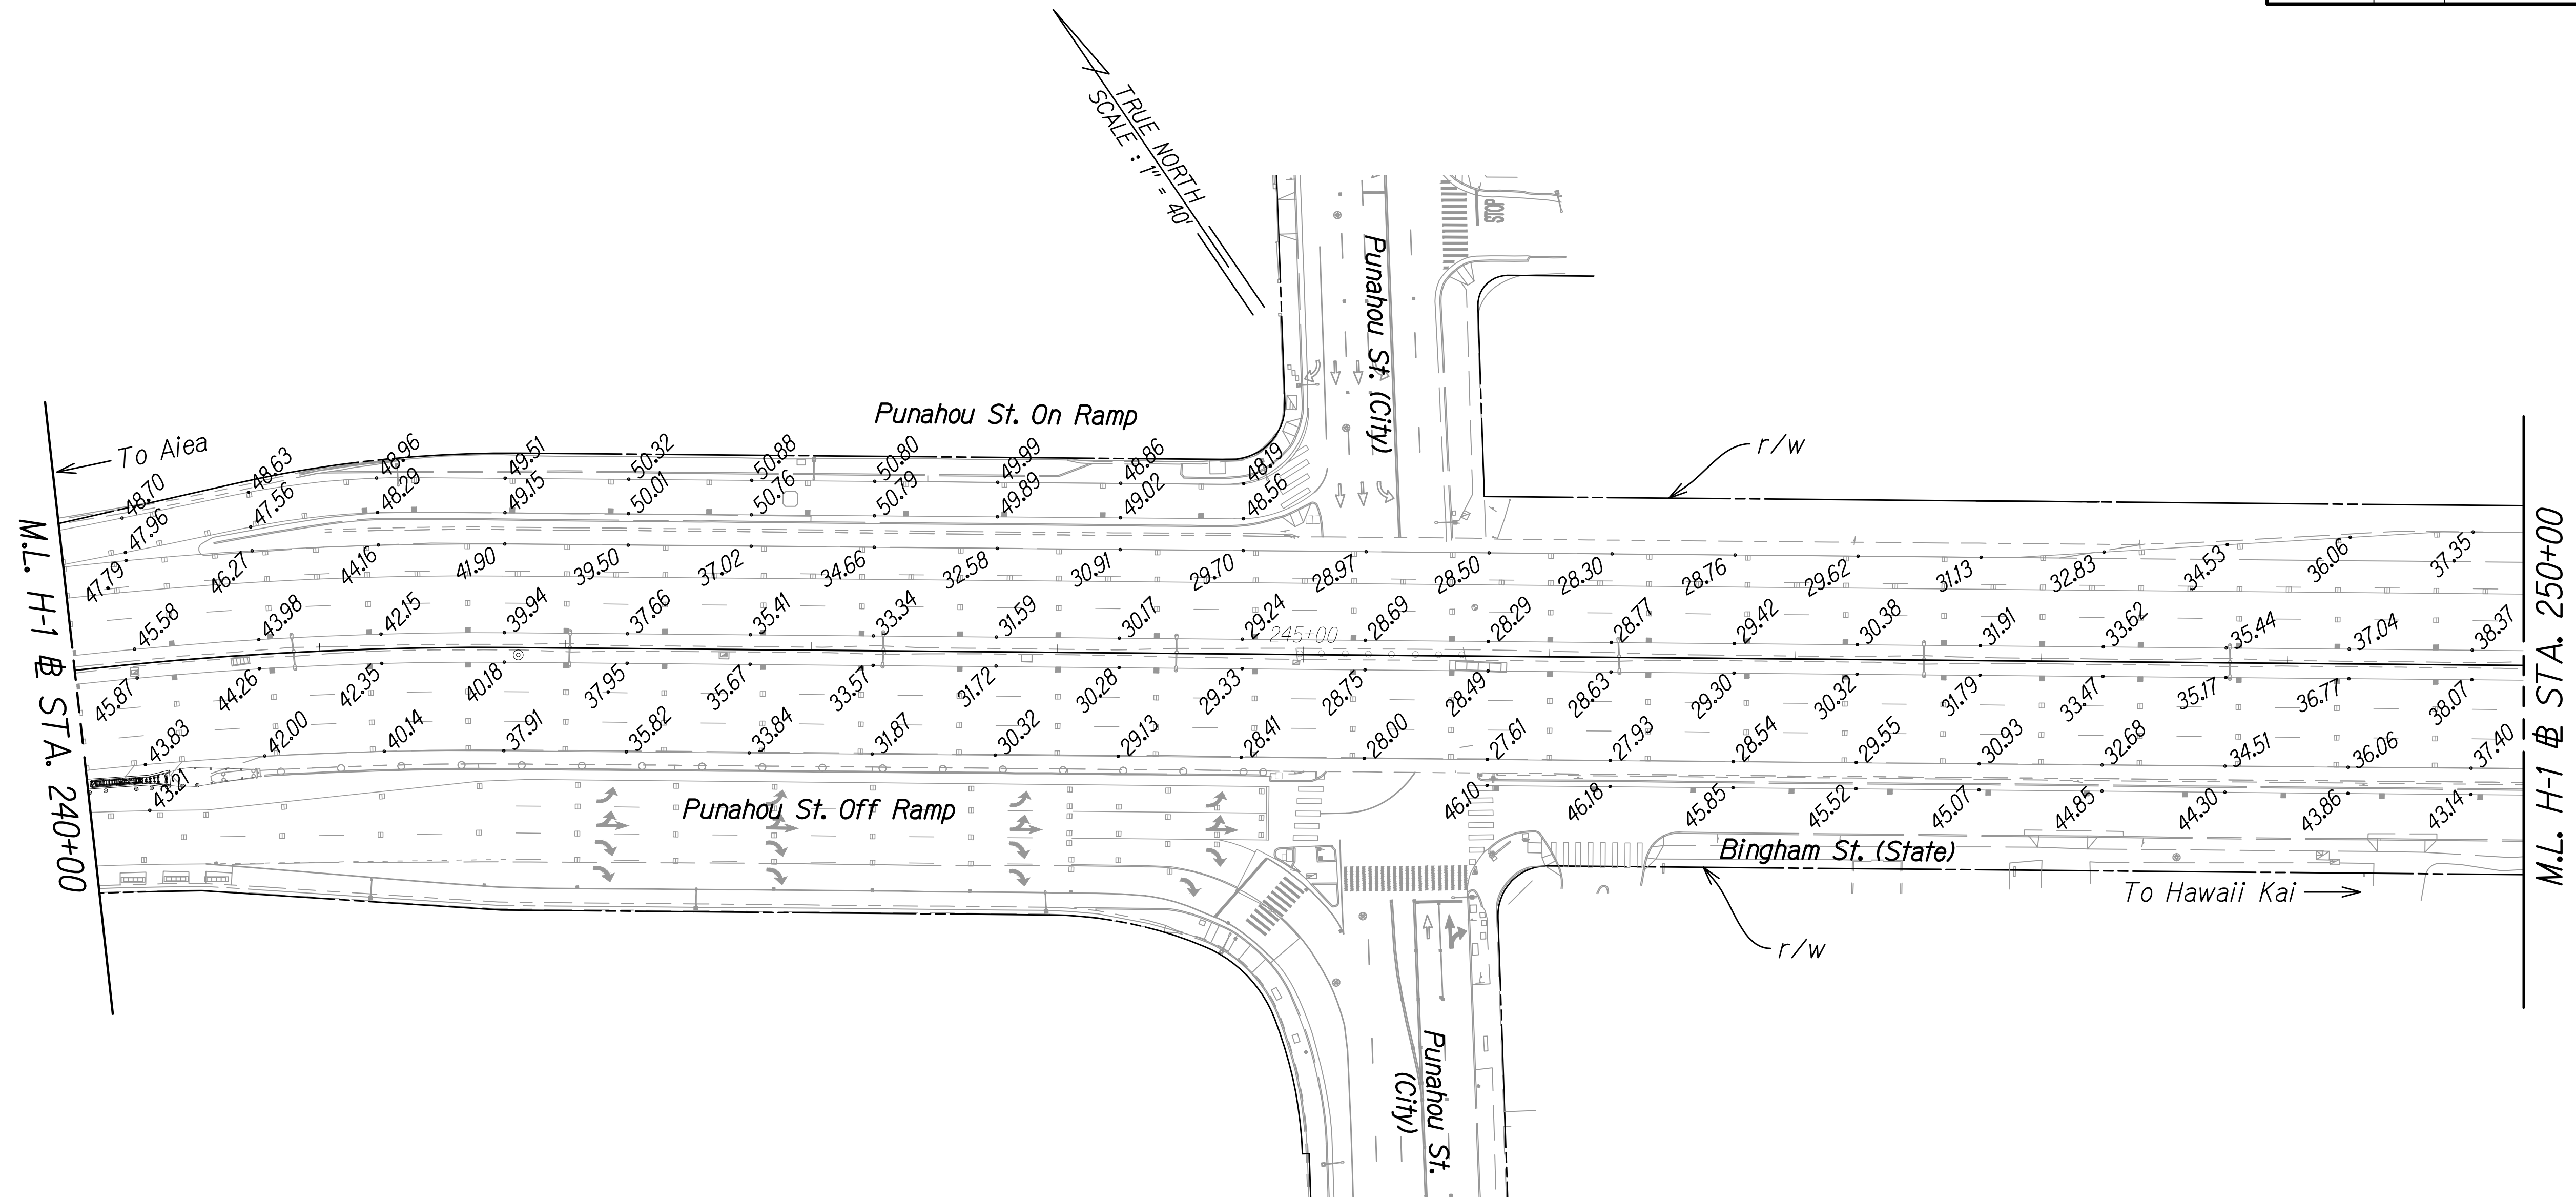 TRUE NORTH
SCALE : 1" = 40'
STOP
Punahou St. (City)
Punahou St. On Ramp
To Aiea
r/w
48.70 48.63 48.96 49.51 50.32 50.88 50.80 49.99 48.86 48.19
47.96 47.56 48.29 49.15 50.01 50.76 50.79 49.89 49.02 48.56
47.79 46.27 44.16 41.90 39.50 37.02 34.66 32.58 30.91 29.70 28.97 28.50 28.30 28.76 29.62 31.13 32.83 34.53 36.06 37.35
45.58 43.98 42.15 39.94 37.66 35.41 33.34 31.59 30.17 29.24 28.69 28.29 28.77 29.42 30.38 31.91 33.62 35.44 37.04 38.37
245+00
M.L. H-1 BL STA. 240+00
M.L. H-1 BL STA. 250+00
45.87 44.26 42.35 40.18 37.95 35.67 33.57 31.72 30.28 29.33 28.75 28.49 28.63 29.30 30.32 31.79 33.47 35.17 36.77 38.07
43.83 42.00 40.14 37.91 35.82 33.84 31.87 30.32 29.13 28.41 28.00 27.61 27.93 28.54 29.55 30.93 32.68 34.51 36.06 37.40
43.21
46.10 46.18 45.85 45.52 45.07 44.85 44.30 43.86 43.14
Punahou St. Off Ramp
Bingham St. (State)
To Hawaii Kai
r/w
Punahou St.
(City)